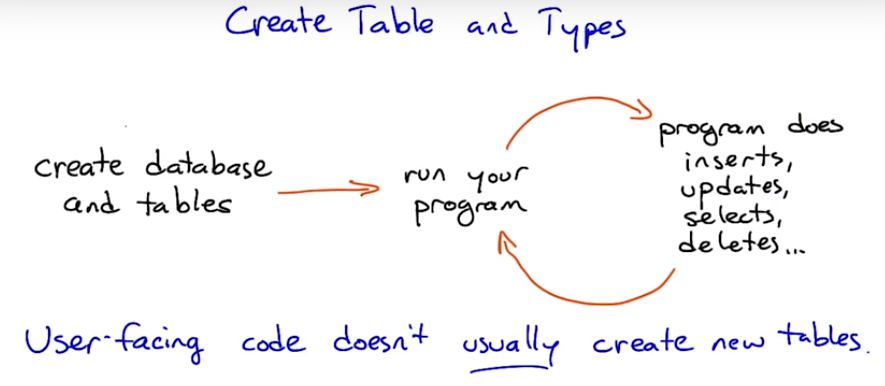 Create Table and Types
create database
and tables
run your
program
program does
inserts,
updates,
selects,
deletes...
User-facing code doesn't usually create new tables.